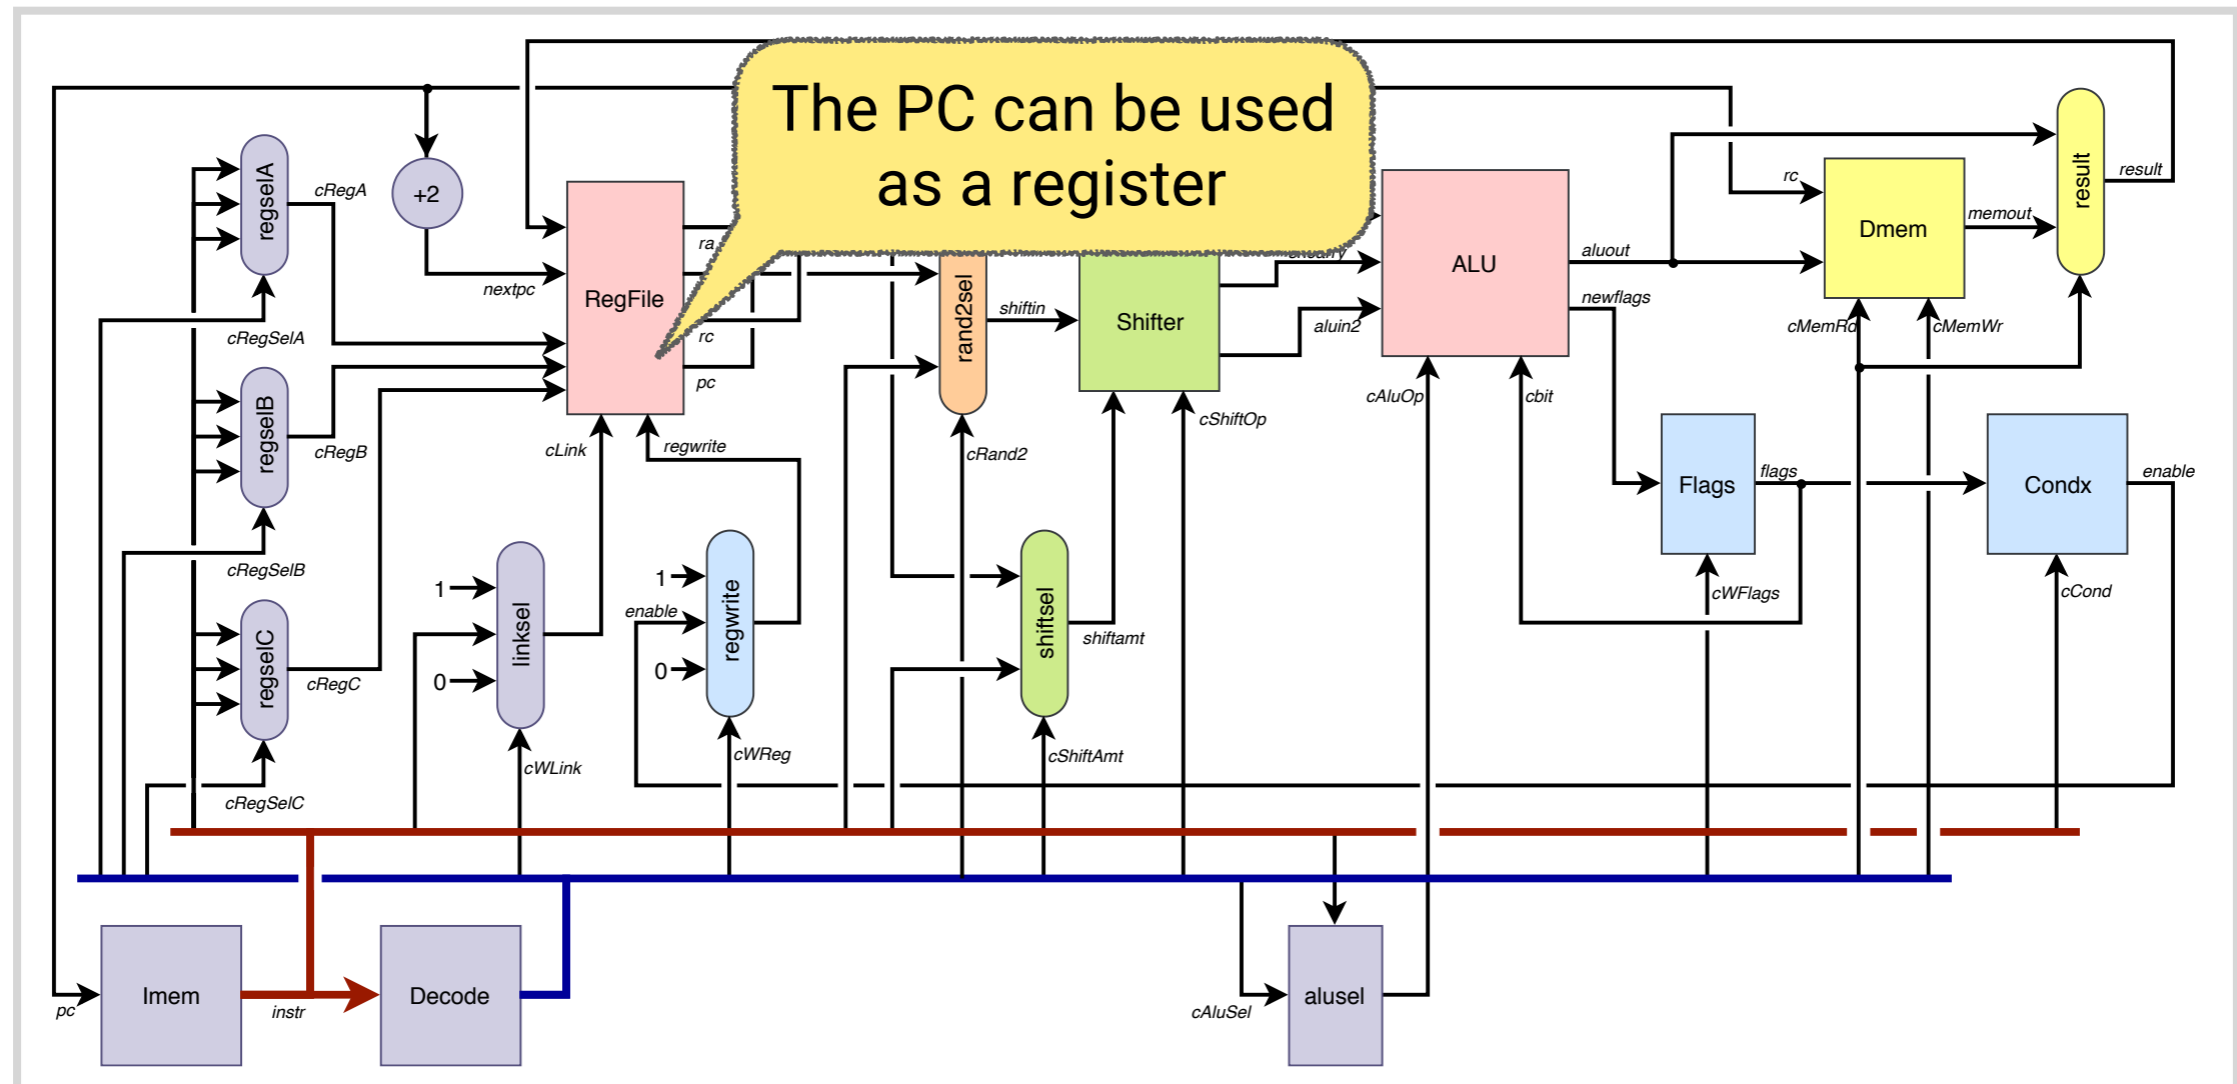 The PC can be used
as a register
regselA
cRegA
+2
nextpc
cRegSelA
regselB
cRegB
cRegSelB
regselC
cRegC
cRegSelC
RegFile
ra
rc
pc
cLink
regwrite
1
0
linksel
cWLink
1
enable
0
regwrite
cWReg
rand2sel
shiftin
cRand2
Shifter
cShiftOp
shiftsel
shiftamt
cShiftAmt
aluin2
ALU
aluout
newflags
cAluOp
cbit
rc
Dmem
memout
cMemRd
cMemWr
result
result
Flags
flags
cWFlags
Condx
enable
cCond
pc
Imem
instr
Decode
cAluSel
alusel